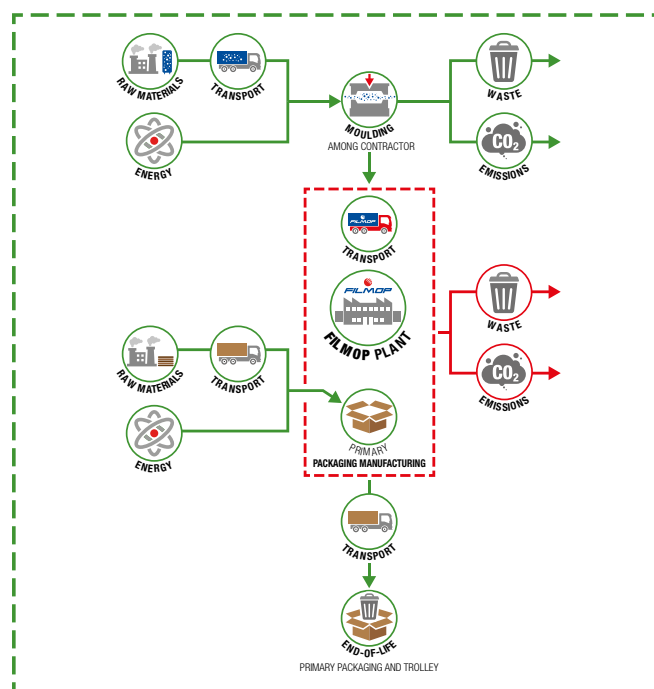 RAW MATERIALS
TRANSPORT
ENERGY
MOULDING
AMONG CONTRACTOR
WASTE
CO2
EMISSIONS
FILMOP
TRANSPORT
FILMOP
FILMOP PLANT
WASTE
CO2
EMISSIONS
RAW MATERIALS
TRANSPORT
ENERGY
PRIMARY
PACKAGING MANUFACTURING
TRANSPORT
END-OF-LIFE
PRIMARY PACKAGING AND TROLLEY